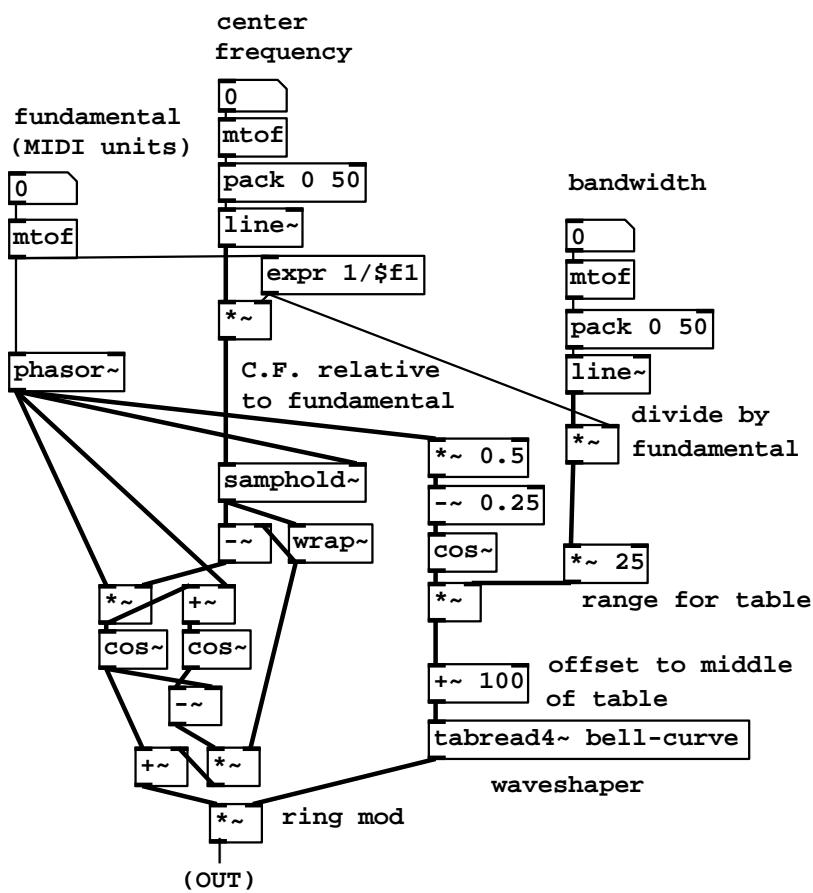 center
frequency
0
mtof
pack 0 50
line~
fundamental
(MIDI units)
0
mtof
expr 1/$f1
*~
bandwidth
0
mtof
pack 0 50
line~
phasor~
C.F. relative
to fundamental
*~
divide by
fundamental
*~ 0.5
samphold~
-~ 0.25
-~
wrap~
cos~
*~ 25
*~
+~
*~
range for table
cos~
cos~
-~
+~ 100
offset to middle
of table
tabread4~ bell-curve
+~
*~
waveshaper
*~
ring mod
(OUT)